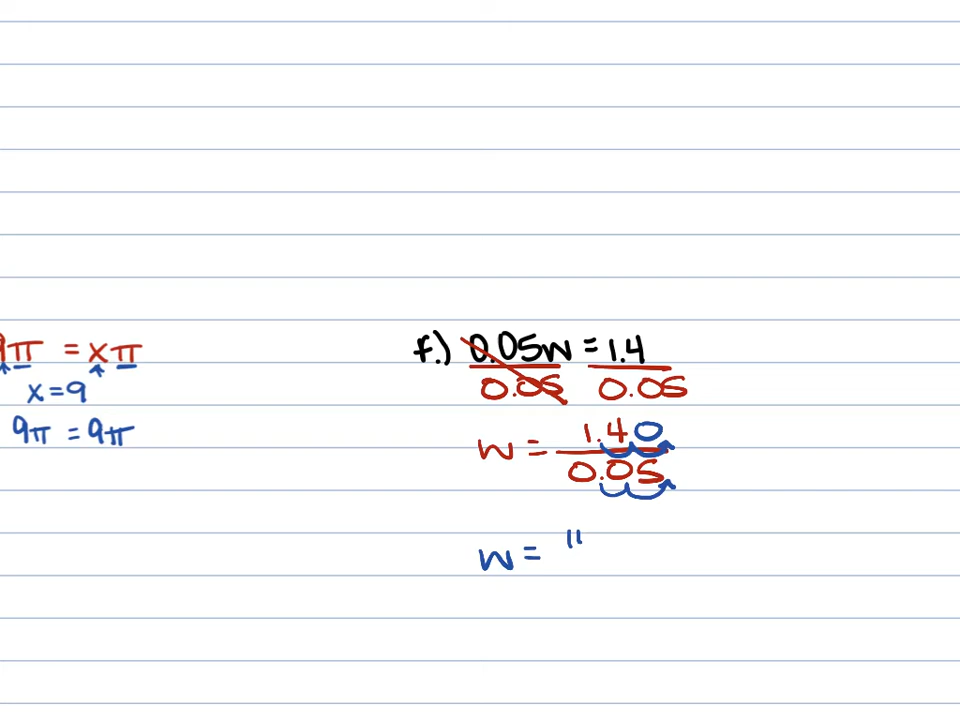 9π = xπ
x = 9
9π = 9π
f.) 0.05w = 1.4
0.05 0.05
w = 1.40
0.05
w =